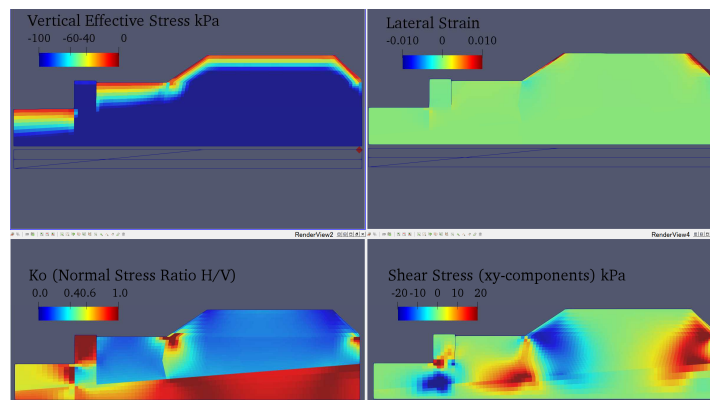 Vertical Effective Stress kPa
-100 -60-40 0
Lateral Strain
-0.010 0 0.010
RenderView2
RenderView4
Ko (Normal Stress Ratio H/V)
0.0 0.40.6 1.0
Shear Stress (xy-components) kPa
-20 -10 0 10 20